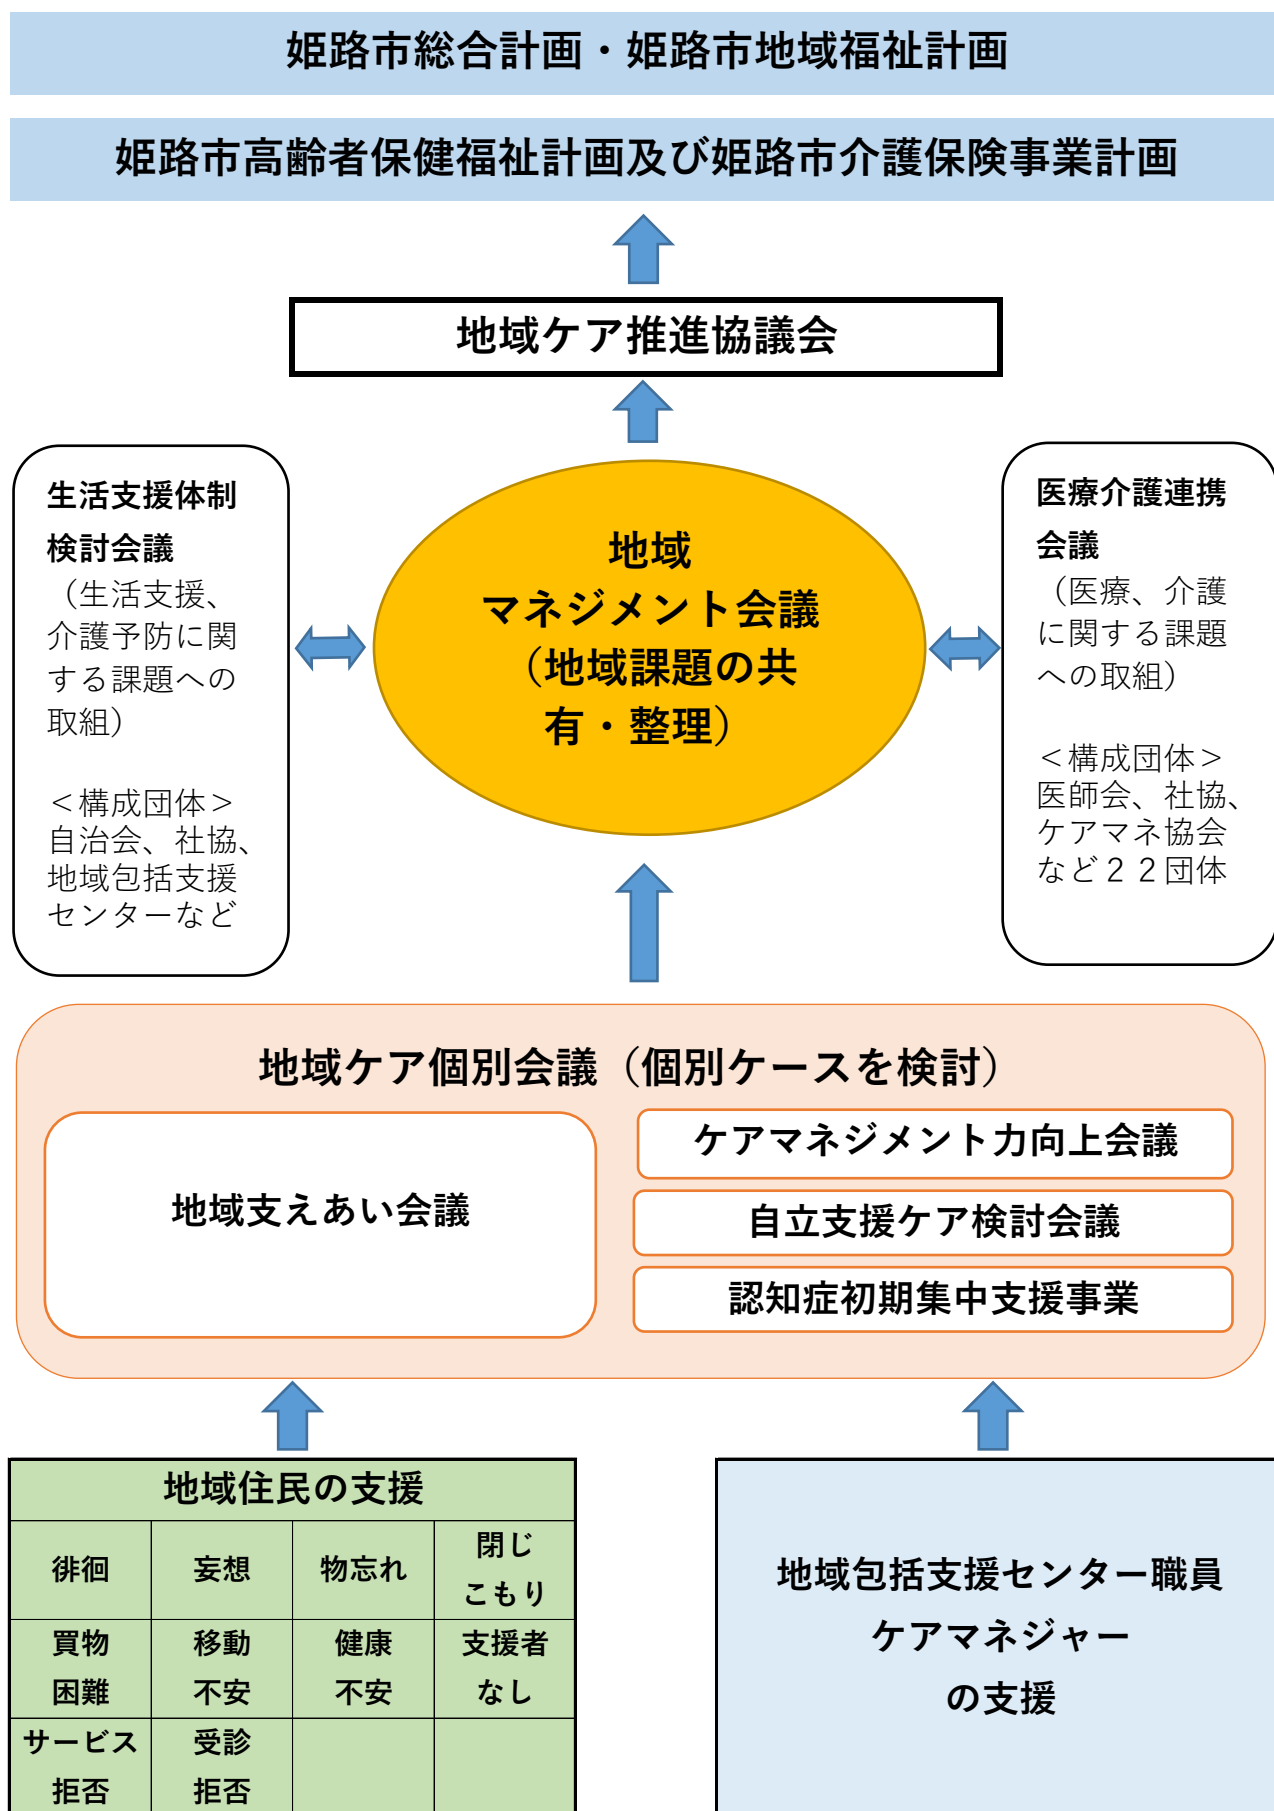 姫路市総合計画・姫路市地域福祉計画
姫路市高齢者保健福祉計画及び姫路市介護保険事業計画
地域ケア推進協議会
生活支援体制
検討会議
（生活支援、
介護予防に関
する課題への
取組）
＜構成団体＞
自治会、社協、
地域包括支援
センターなど
地域
マネジメント会議
（地域課題の共
有・整理）
医療介護連携
会議
（医療、介護
に関する課題
への取組）
＜構成団体＞
医師会、社協、
ケアマネ協会
など２２団体
地域ケア個別会議（個別ケースを検討）
地域支えあい会議
ケアマネジメント力向上会議
自立支援ケア検討会議
認知症初期集中支援事業
地域住民の支援
徘徊
妄想
物忘れ
閉じ
こもり
買物
困難
移動
不安
健康
不安
支援者
なし
サービス
拒否
受診
拒否
地域包括支援センター職員
ケアマネジャー
の支援